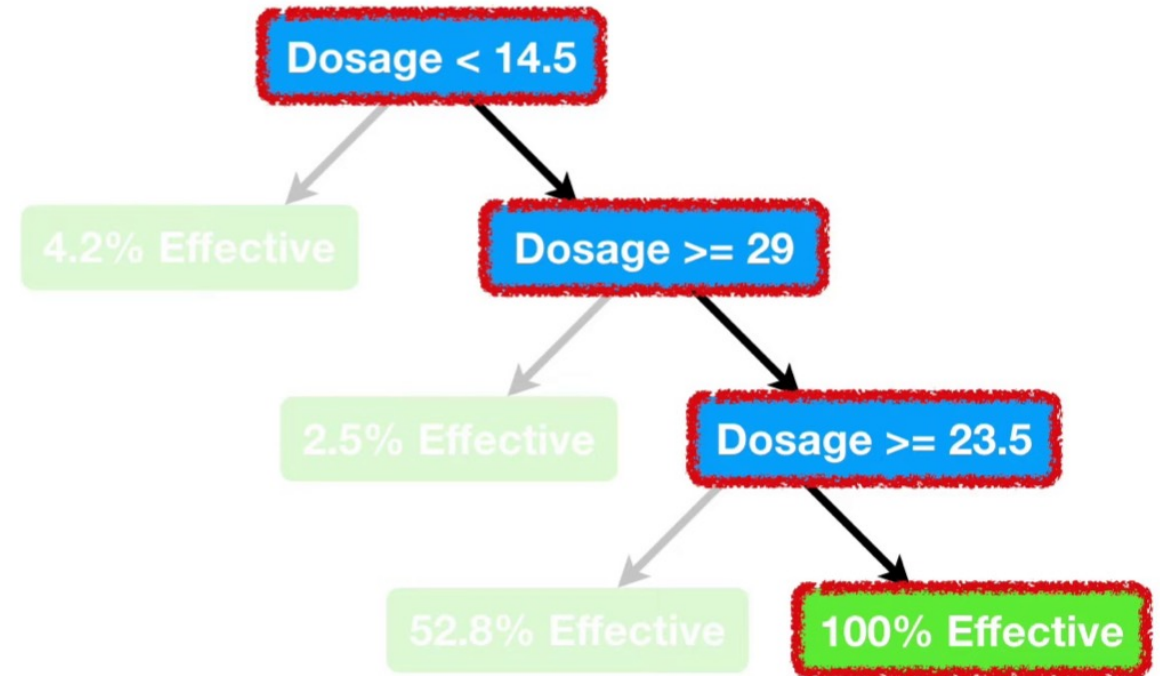 Dosage < 14.5
4.2% Effective
Dosage >= 29
2.5% Effective
Dosage >= 23.5
52.8% Effective
100% Effective